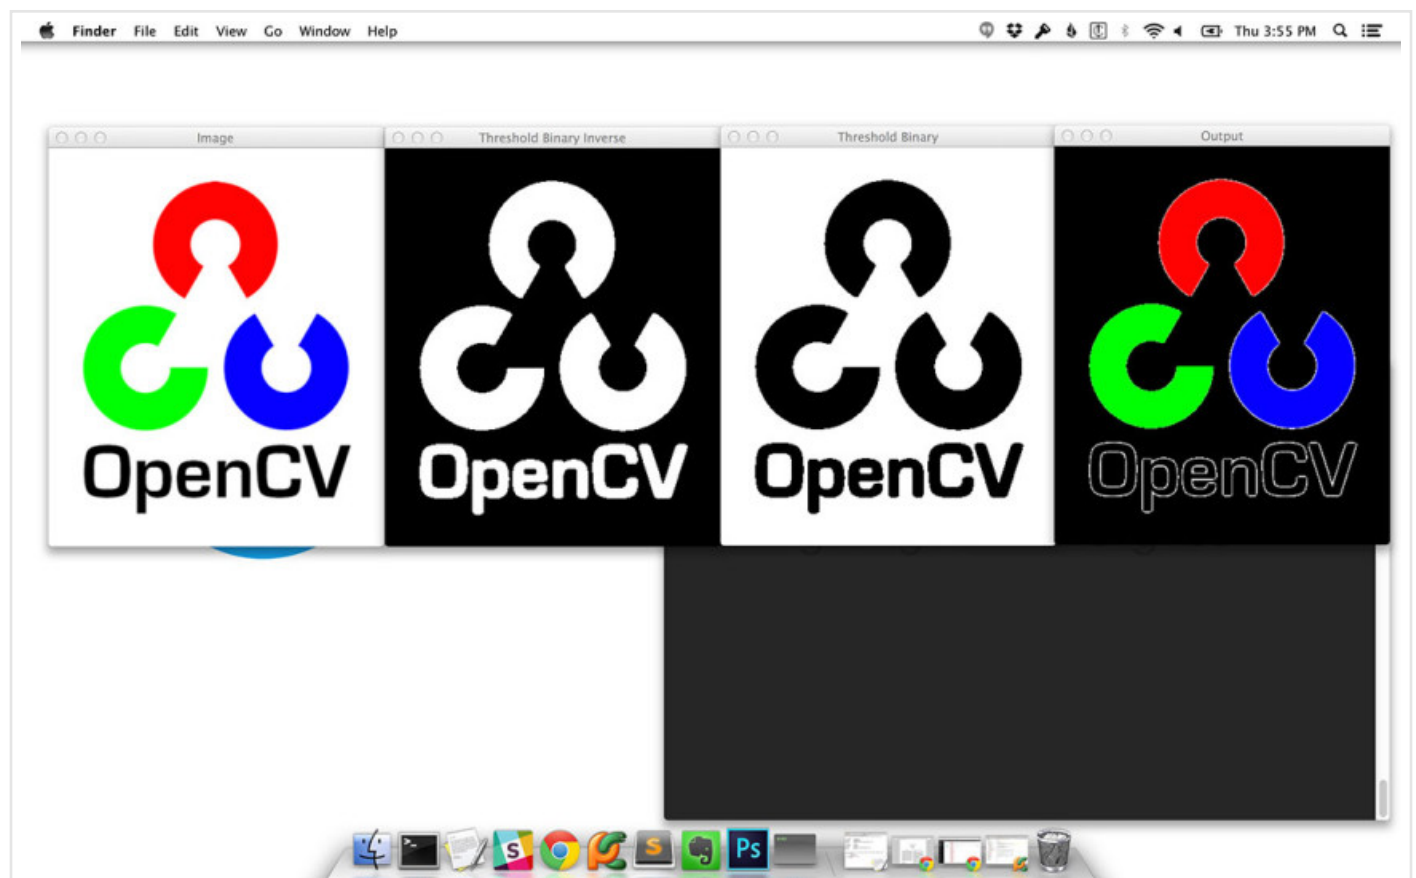 Finder File Edit View Go Window Help
Thu 3:55 PM
Image
Threshold Binary Inverse
Threshold Binary
Output
OpenCV
OpenCV
OpenCV
OpenCV
S
S
Ps